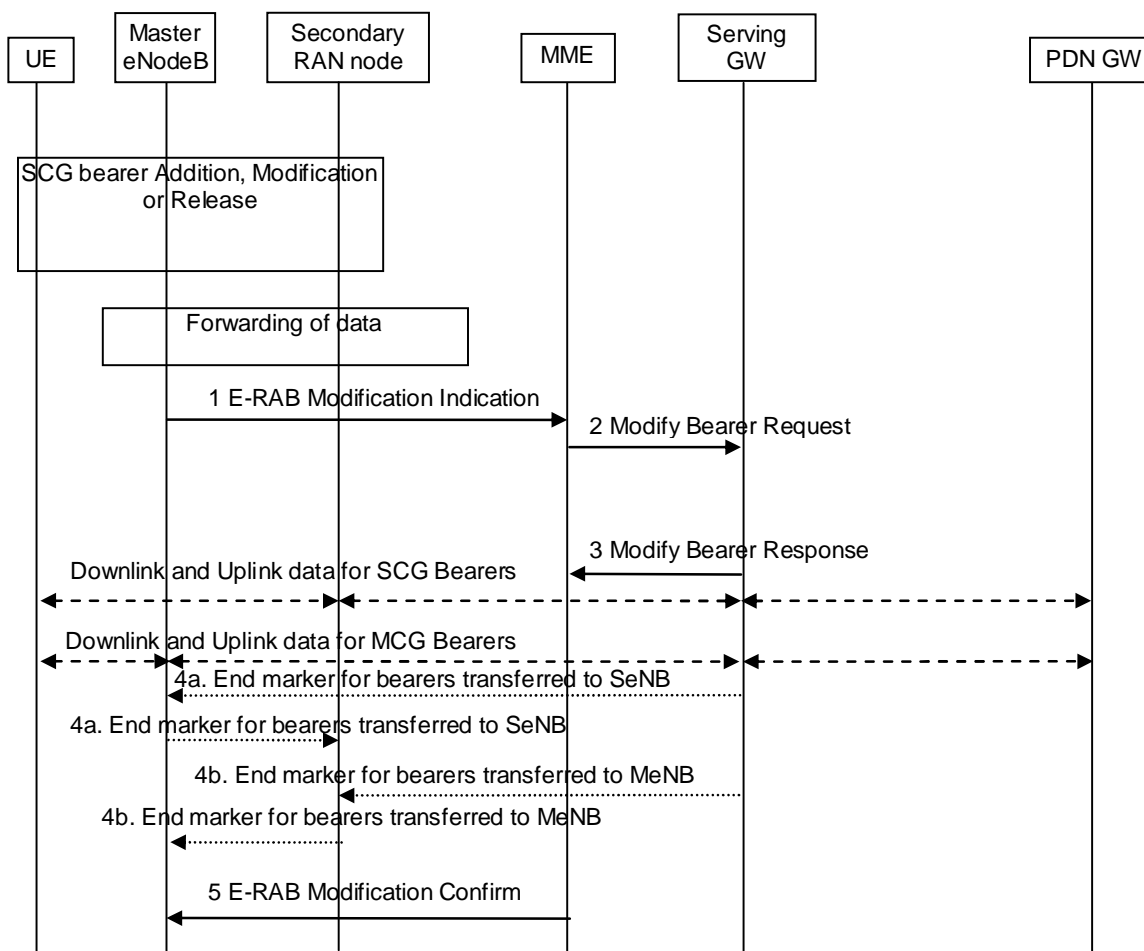 UE
Master
eNodeB
Secondary
RAN node
MME
Serving
GW
PDN GW
SCG bearer Addition, Modification
or Release
Forwarding of data
1 E-RAB Modification Indication
2 Modify Bearer Request
3 Modify Bearer Response
Downlink and Uplink data for SCG Bearers
Downlink and Uplink data for MCG Bearers
4a. End marker for bearers transferred to SeNB
4a. End marker for bearers transferred to SeNB
4b. End marker for bearers transferred to MeNB
4b. End marker for bearers transferred to MeNB
5 E-RAB Modification Confirm